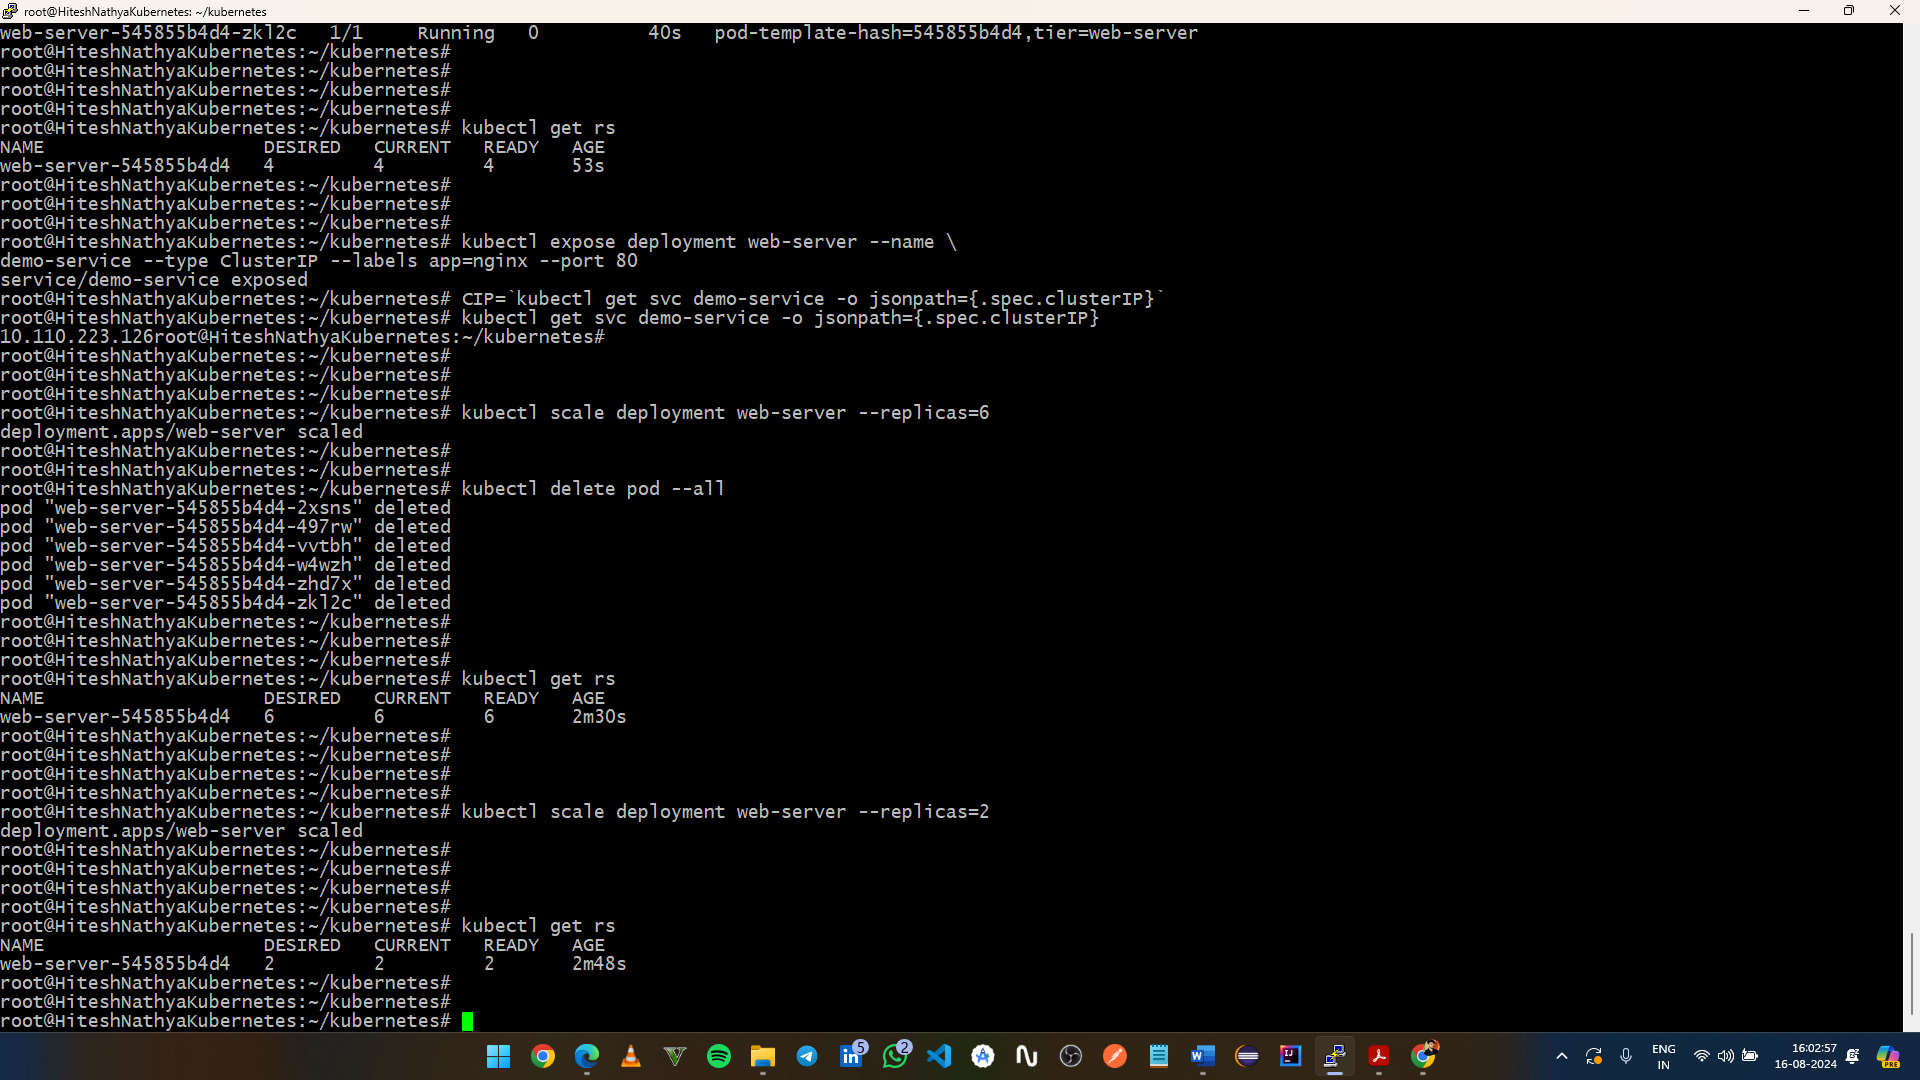 root@HiteshNathyaKubernetes: ~/kubernetes
web-server-545855b4d4-zkl2c   1/1     Running   0          40s   pod-template-hash=545855b4d4,tier=web-server
root@HiteshNathyaKubernetes:~/kubernetes#
root@HiteshNathyaKubernetes:~/kubernetes#
root@HiteshNathyaKubernetes:~/kubernetes#
root@HiteshNathyaKubernetes:~/kubernetes#
root@HiteshNathyaKubernetes:~/kubernetes# kubectl get rs
NAME                    DESIRED   CURRENT   READY   AGE
web-server-545855b4d4   4         4         4       53s
root@HiteshNathyaKubernetes:~/kubernetes#
root@HiteshNathyaKubernetes:~/kubernetes#
root@HiteshNathyaKubernetes:~/kubernetes#
root@HiteshNathyaKubernetes:~/kubernetes# kubectl expose deployment web-server --name \
demo-service --type ClusterIP --labels app=nginx --port 80
service/demo-service exposed
root@HiteshNathyaKubernetes:~/kubernetes# CIP=`kubectl get svc demo-service -o jsonpath={.spec.clusterIP}`
root@HiteshNathyaKubernetes:~/kubernetes# kubectl get svc demo-service -o jsonpath={.spec.clusterIP}
10.110.223.126root@HiteshNathyaKubernetes:~/kubernetes#
root@HiteshNathyaKubernetes:~/kubernetes#
root@HiteshNathyaKubernetes:~/kubernetes#
root@HiteshNathyaKubernetes:~/kubernetes#
root@HiteshNathyaKubernetes:~/kubernetes# kubectl scale deployment web-server --replicas=6
deployment.apps/web-server scaled
root@HiteshNathyaKubernetes:~/kubernetes#
root@HiteshNathyaKubernetes:~/kubernetes#
root@HiteshNathyaKubernetes:~/kubernetes# kubectl delete pod --all
pod "web-server-545855b4d4-2xsns" deleted
pod "web-server-545855b4d4-497rw" deleted
pod "web-server-545855b4d4-vvtbh" deleted
pod "web-server-545855b4d4-w4wzh" deleted
pod "web-server-545855b4d4-zhd7x" deleted
pod "web-server-545855b4d4-zkl2c" deleted
root@HiteshNathyaKubernetes:~/kubernetes#
root@HiteshNathyaKubernetes:~/kubernetes#
root@HiteshNathyaKubernetes:~/kubernetes#
root@HiteshNathyaKubernetes:~/kubernetes# kubectl get rs
NAME                    DESIRED   CURRENT   READY   AGE
web-server-545855b4d4   6         6         6       2m30s
root@HiteshNathyaKubernetes:~/kubernetes#
root@HiteshNathyaKubernetes:~/kubernetes#
root@HiteshNathyaKubernetes:~/kubernetes#
root@HiteshNathyaKubernetes:~/kubernetes#
root@HiteshNathyaKubernetes:~/kubernetes# kubectl scale deployment web-server --replicas=2
deployment.apps/web-server scaled
root@HiteshNathyaKubernetes:~/kubernetes#
root@HiteshNathyaKubernetes:~/kubernetes#
root@HiteshNathyaKubernetes:~/kubernetes#
root@HiteshNathyaKubernetes:~/kubernetes#
root@HiteshNathyaKubernetes:~/kubernetes# kubectl get rs
NAME                    DESIRED   CURRENT   READY   AGE
web-server-545855b4d4   2         2         2       2m48s
root@HiteshNathyaKubernetes:~/kubernetes#
root@HiteshNathyaKubernetes:~/kubernetes#
root@HiteshNathyaKubernetes:~/kubernetes#
5 2 ENG 16:02:57
IN 16-08-2024 PRE